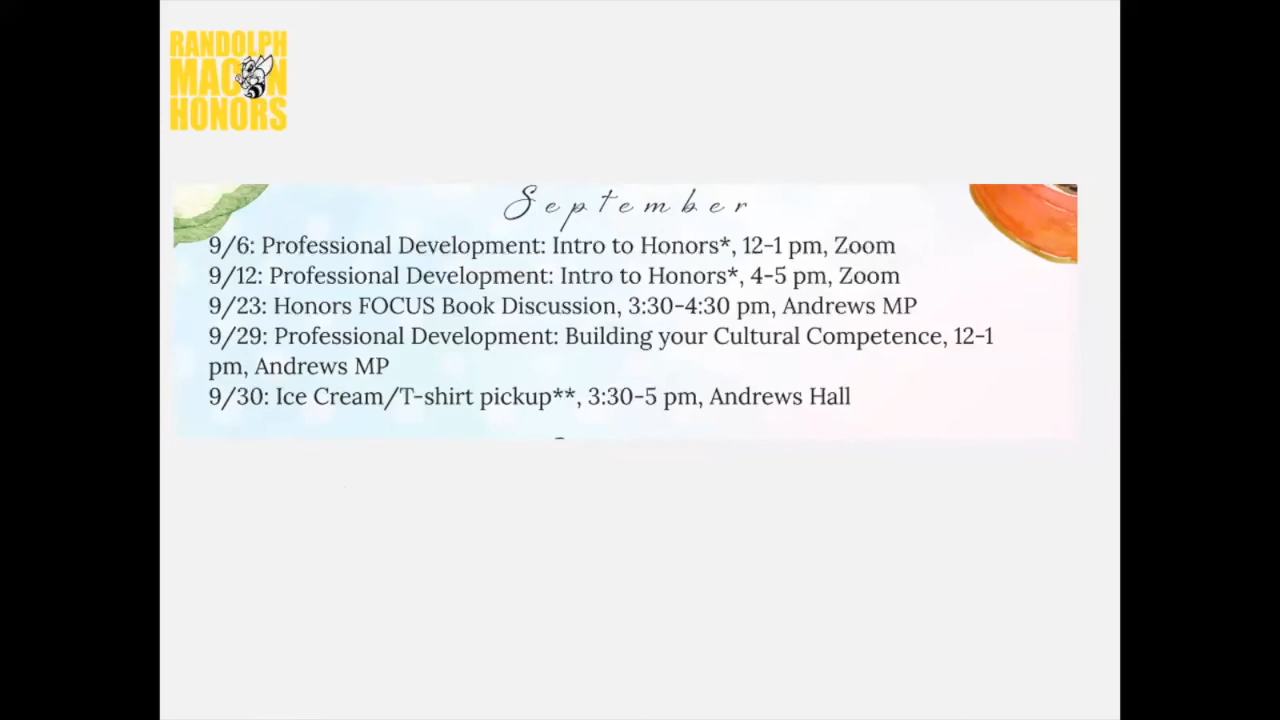 RANDOLPH
MACON
HONORS
September
9/6: Professional Development: Intro to Honors*, 12-1 pm, Zoom
9/12: Professional Development: Intro to Honors*, 4-5 pm, Zoom
9/23: Honors FOCUS Book Discussion, 3:30-4:30 pm, Andrews MP
9/29: Professional Development: Building your Cultural Competence, 12-1
pm, Andrews MP
9/30: Ice Cream/T-shirt pickup**, 3:30-5 pm, Andrews Hall